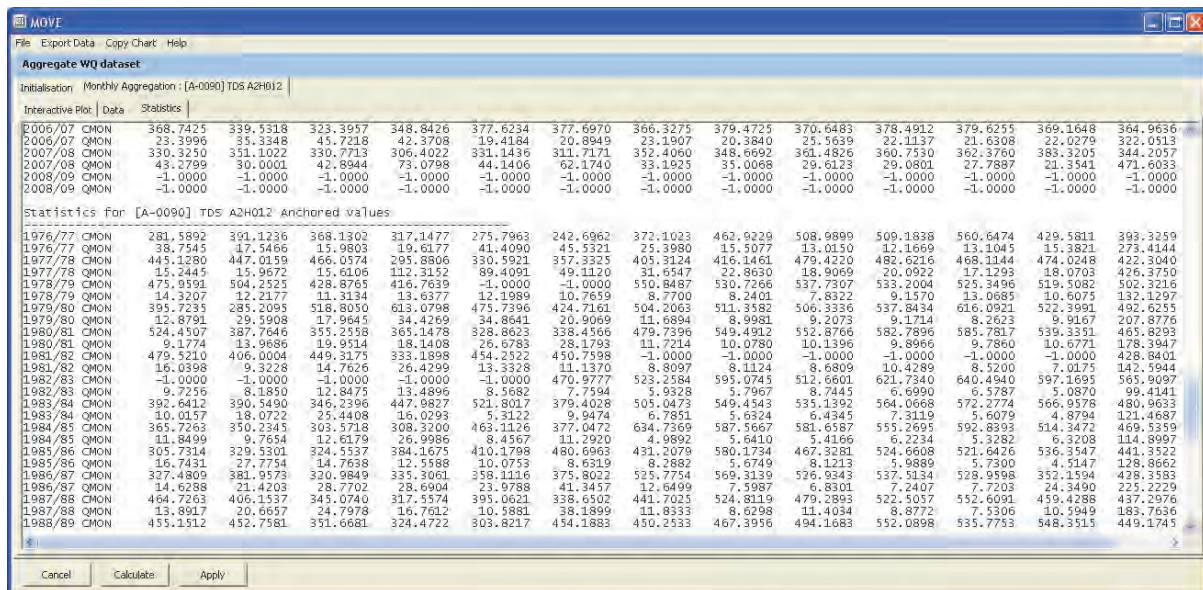 MOVE
File Export Data Copy Chart Help
Aggregate WQ dataset
Initialisation Monthly Aggregation : [A-0090] TDS A2H012
Interactive Plot Data Statistics
2006/07 CMON 368.7425 339.5318 323.3957 348.8426 377.6234 377.6970 366.3275 379.4725 370.6483 378.4912 379.6255 369.1648 364.9636
2006/07 QMON 23.3996 35.3348 45.7218 42.3708 19.4184 20.8949 23.1907 20.3840 25.5639 22.1137 21.6308 22.0279 322.0513
2007/08 CMON 330.3250 351.1022 330.7713 306.4022 331.1436 311.7171 352.4060 348.6692 361.4826 360.7530 362.3760 383.3205 344.2057
2007/08 QMON 43.2799 30.0001 42.8944 73.0798 44.1406 62.1740 33.1925 35.0068 29.6123 29.0801 27.7887 21.3541 471.6033
2008/09 CMON -1.0000 -1.0000 -1.0000 -1.0000 -1.0000 -1.0000 -1.0000 -1.0000 -1.0000 -1.0000 -1.0000 -1.0000 -1.0000
2008/09 QMON -1.0000 -1.0000 -1.0000 -1.0000 -1.0000 -1.0000 -1.0000 -1.0000 -1.0000 -1.0000 -1.0000 -1.0000 -1.0000
Statistics for [A-0090] TDS A2H012 Anchored values
1976/77 CMON 281.5892 391.1236 368.1302 317.1477 275.7963 242.6962 372.1023 462.9229 508.9899 509.1838 560.6474 429.5811 393.3259
1976/77 QMON 38.7545 17.5466 15.9803 19.6177 41.4090 45.5321 25.3980 15.5077 13.0150 12.1669 13.1045 15.3821 273.4144
1977/78 CMON 445.1280 447.0159 466.0574 295.8806 330.5921 357.3325 405.3124 416.1461 479.4220 482.6216 468.1144 474.0248 422.3040
1977/78 QMON 15.2445 15.9672 15.6106 112.3152 89.4091 49.1120 31.6547 22.8630 18.9069 20.0922 17.1293 18.0703 426.3750
1978/79 CMON 475.9591 504.2525 428.8765 416.7639 -1.0000 -1.0000 550.8487 530.7266 537.7307 533.2004 525.3496 519.5082 502.3216
1978/79 QMON 14.3207 12.2177 11.3134 13.6377 12.1989 10.7659 8.7700 8.2401 7.8322 9.1570 13.0685 10.6075 132.1297
1979/80 CMON 395.7235 285.2095 518.8050 613.0798 475.7396 424.7161 504.2063 511.3582 506.3336 537.8434 616.0921 522.3991 492.6255
1979/80 QMON 12.8791 29.5908 17.9645 34.4269 34.8641 20.9069 11.6894 8.9981 9.2073 9.1714 8.2623 9.9167 207.8776
1980/81 CMON 524.4507 387.7646 355.2558 365.1478 328.8623 338.4566 479.7396 549.4912 552.8766 582.7896 585.7817 539.3351 465.8293
1980/81 QMON 9.1774 13.9686 19.9514 18.1408 26.6783 28.1793 11.7214 10.0780 10.1396 9.8966 9.7860 10.6771 178.3947
1981/82 CMON 479.5210 406.0004 449.3175 333.1898 454.2522 450.7598 -1.0000 -1.0000 -1.0000 -1.0000 -1.0000 -1.0000 428.8401
1981/82 QMON 16.0398 9.3228 14.7626 26.4299 13.3328 11.1370 8.8097 8.1124 8.6809 10.4289 8.5200 7.0175 142.5944
1982/83 CMON -1.0000 -1.0000 -1.0000 -1.0000 -1.0000 470.9777 523.2584 595.0745 512.6601 621.7340 640.4940 597.1695 565.9097
1982/83 QMON 9.7256 8.1850 12.8475 13.4896 8.5682 7.7594 5.9328 5.7967 8.7445 6.6990 6.5787 5.0870 99.4141
1983/84 CMON 392.6412 390.5490 346.2396 447.9827 521.8017 379.4028 505.0473 549.4543 535.1392 564.0668 572.2774 566.9578 480.9633
1983/84 QMON 10.0157 18.0722 25.4408 16.0293 5.3122 9.9474 6.7851 5.6324 6.4345 7.3119 5.6079 4.8794 121.4687
1984/85 CMON 365.7263 350.2345 303.5718 308.3200 463.1126 377.0472 634.7369 587.5667 581.6587 555.2695 592.8393 514.3472 469.5359
1984/85 QMON 11.8499 9.7654 12.6179 26.9986 8.4567 11.2920 4.9892 5.6410 5.4166 6.2234 5.3282 6.3208 114.8997
1985/86 CMON 305.7314 329.5301 324.5537 384.1675 410.1798 480.6963 431.2079 580.1734 467.3281 524.6608 521.6426 536.3547 441.3522
1985/86 QMON 16.7431 27.7754 14.7638 12.5588 10.0753 8.6319 8.2882 5.6749 8.1213 5.9889 5.7300 4.5147 128.8662
1986/87 CMON 327.4809 381.9573 320.9849 335.3061 358.1116 375.8022 525.7754 569.3139 526.9343 537.5134 528.9598 352.1594 428.3583
1986/87 QMON 14.6288 21.4203 28.7702 28.6904 23.9788 41.3457 12.6499 7.5987 6.8301 7.2407 7.7203 24.3490 225.2229
1987/88 CMON 464.7263 406.1537 345.0740 317.5574 395.0621 338.6502 441.7025 524.8119 479.2893 522.5057 552.6091 459.4288 437.2976
1987/88 QMON 13.8917 20.6657 24.7978 16.7612 10.5881 38.1899 11.8333 8.6298 11.4034 8.8772 7.5306 10.5949 183.7636
1988/89 CMON 455.1512 452.7581 351.6681 324.4722 303.8217 454.1883 450.2533 467.3956 494.1683 552.0898 535.7753 548.3515 449.1745
Cancel Calculate Apply